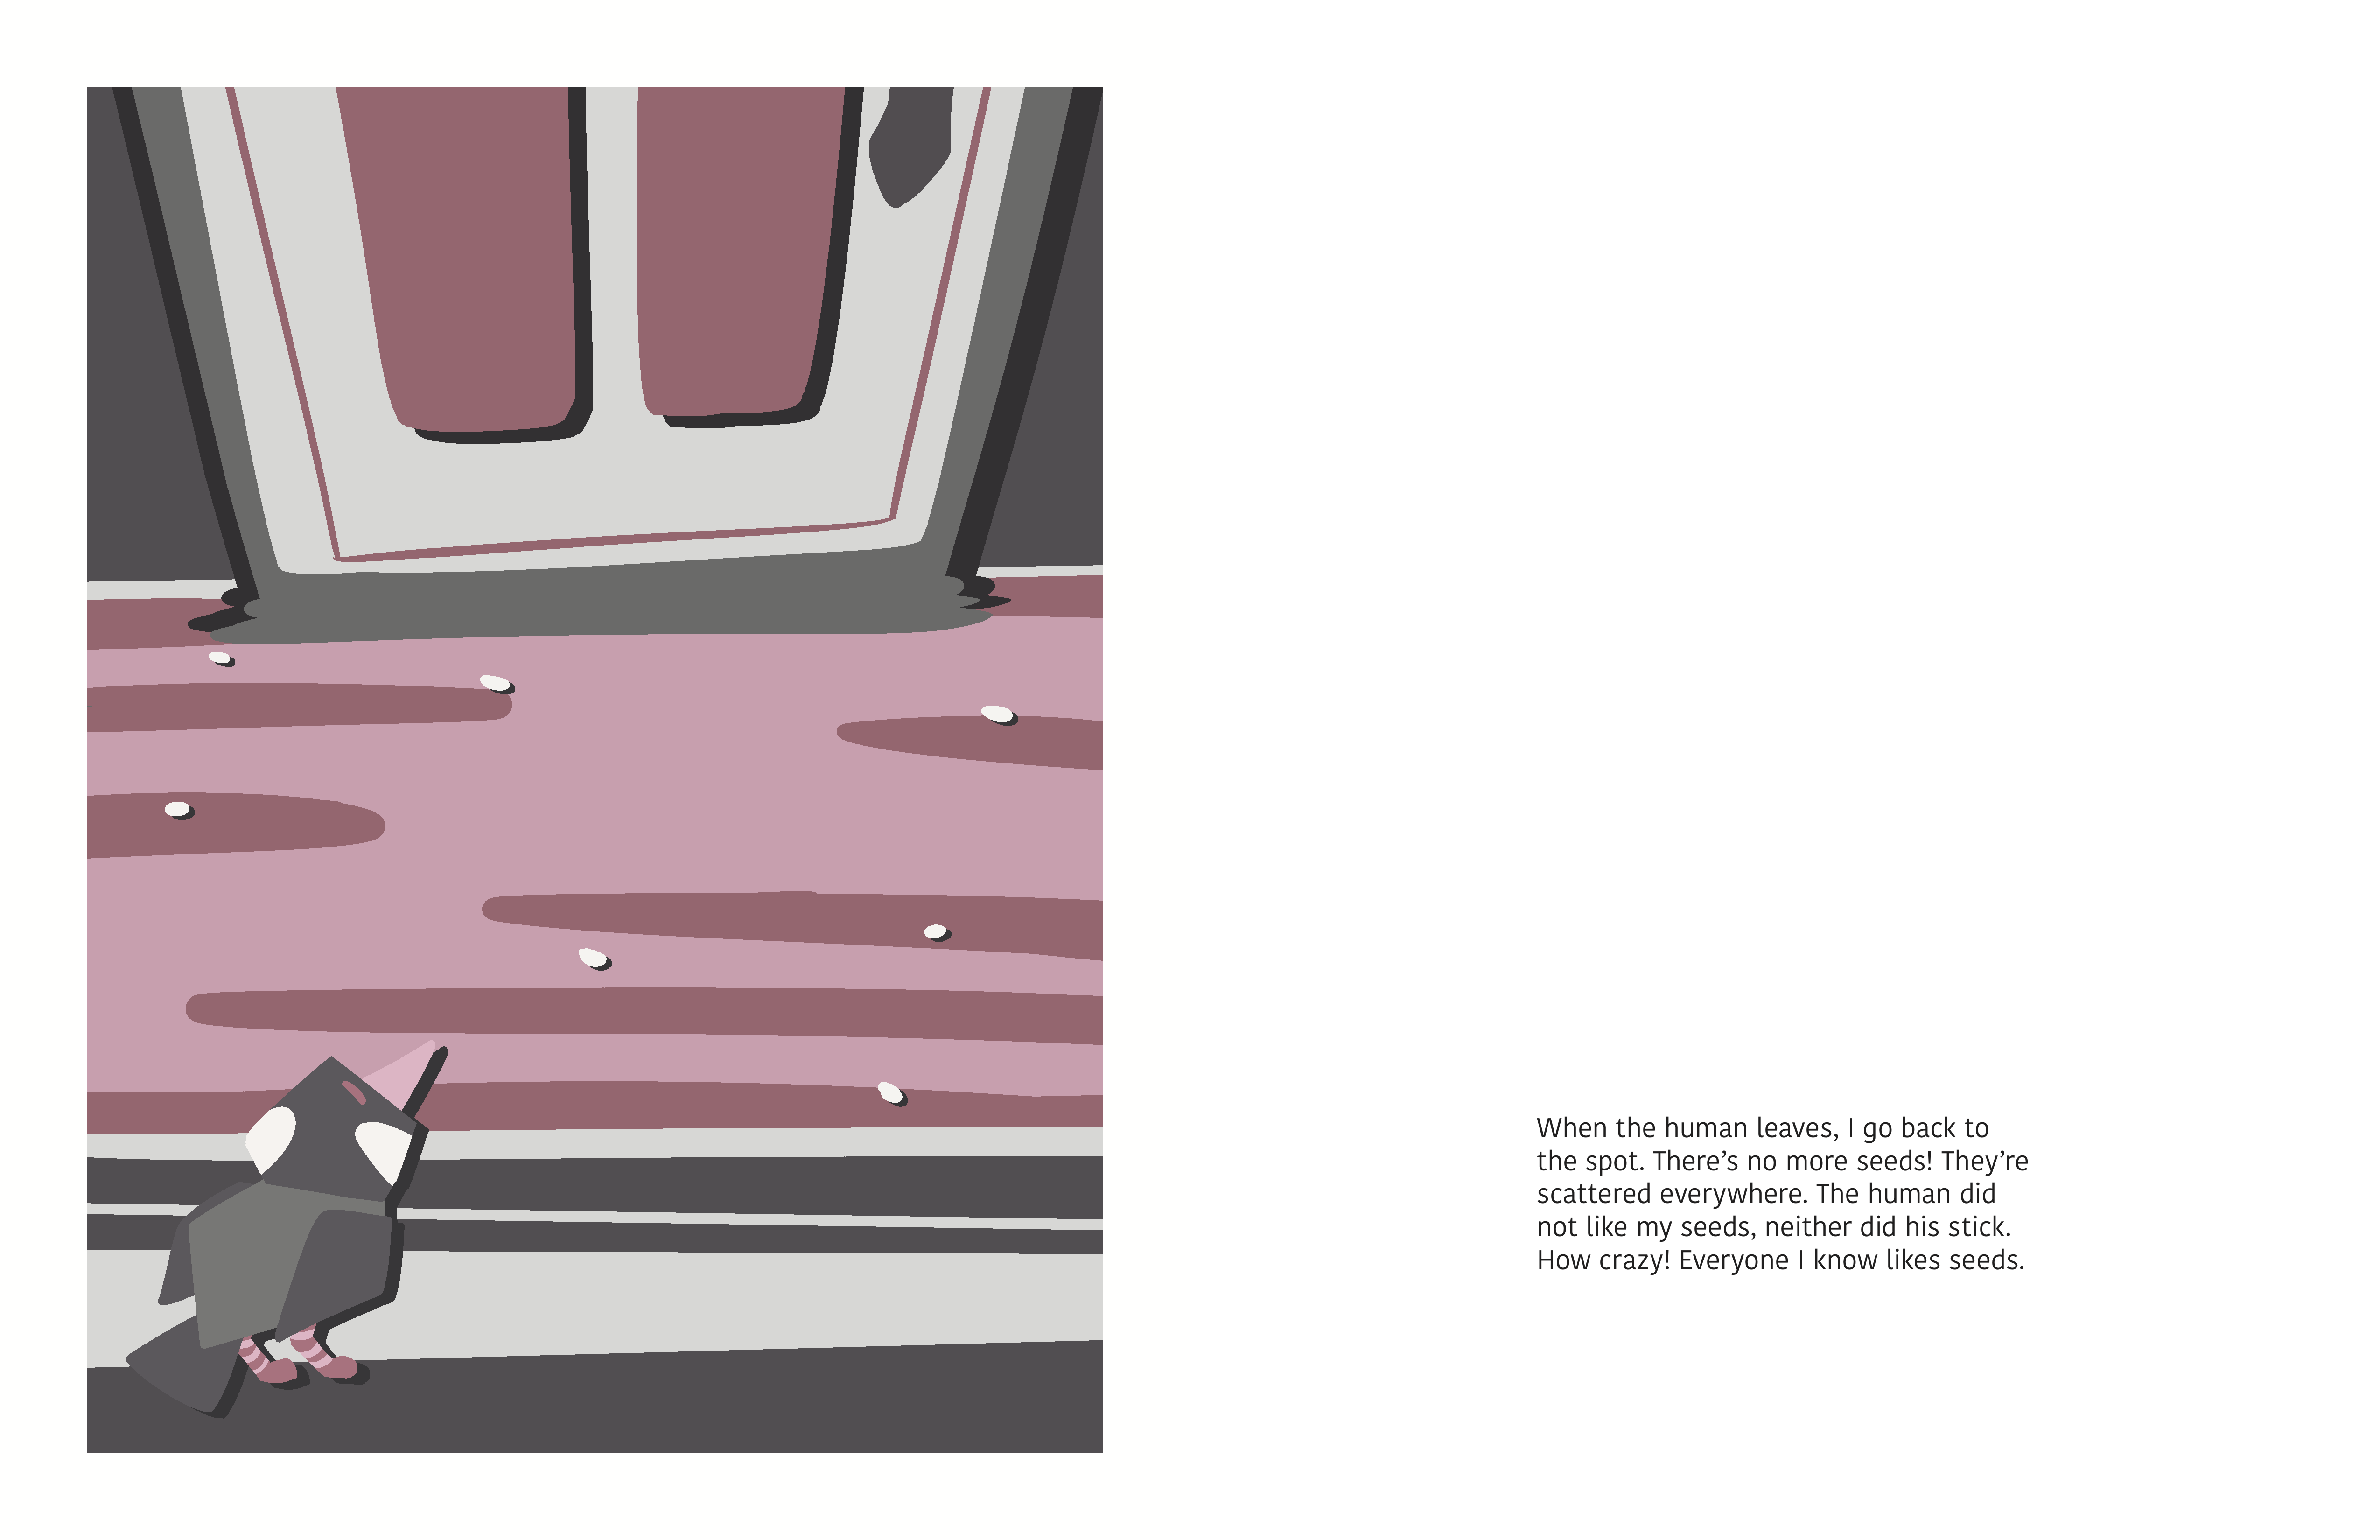 When the human leaves, I go back to
the spot. There’s no more seeds! They’re
scattered everywhere. The human did
not like my seeds, neither did his stick.
How crazy! Everyone I know likes seeds.